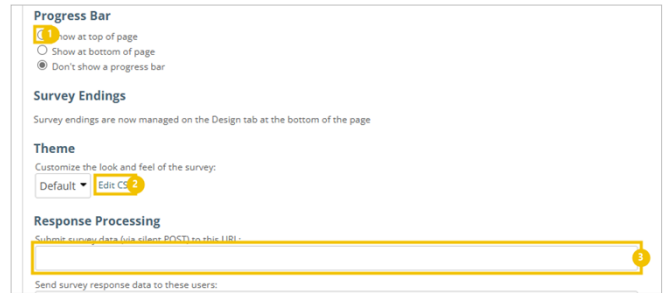 Progress Bar
1
how at top of page
Show at bottom of page
Don't show a progress bar
Survey Endings
Survey endings are now managed on the Design tab at the bottom of the page
Theme
Customize the look and feel of the survey:
Default Edit CS 2
Response Processing
Submit survey data (via silent POST) to this URL:
3
Send survey response data to these users: